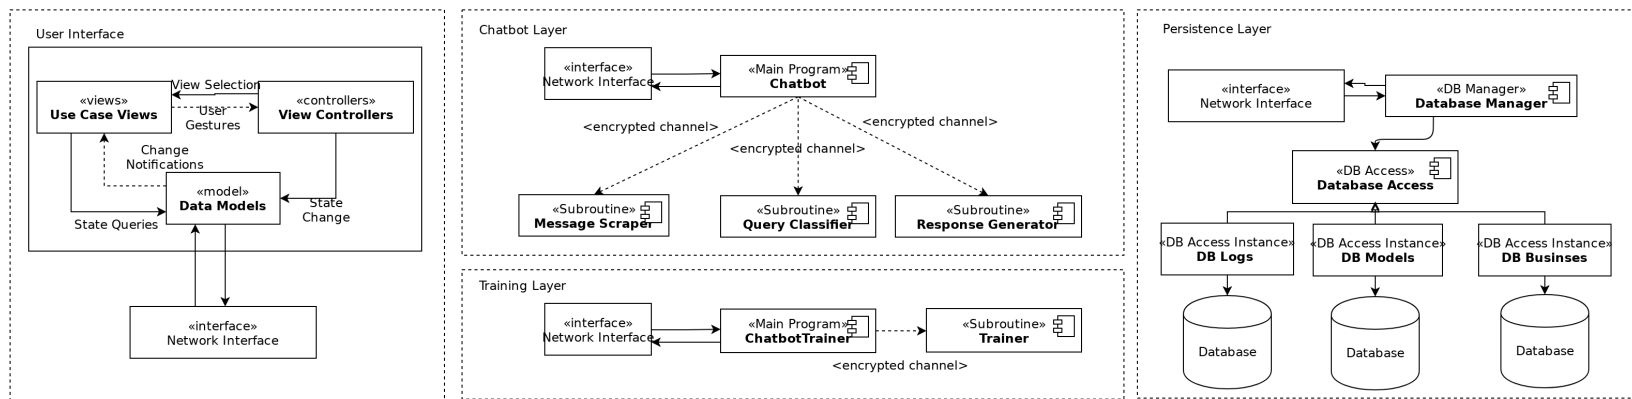 User Interface
«views»
Use Case Views
View Selection
User
Gestures
«controllers»
View Controllers
Change
Notifications
«model»
Data Models
State Queries
State
Change
«interface»
Network Interface
Chatbot Layer
«interface»
Network Interface
«Main Program»
Chatbot
<encrypted channel>
<encrypted channel>
<encrypted channel>
«Subroutine»
Message Scraper
«Subroutine»
Query Classifier
«Subroutine»
Response Generator
Training Layer
«interface»
Network Interface
«Main Program»
ChatbotTrainer
«Subroutine»
Trainer
<encrypted channel>
Persistence Layer
«interface»
Network Interface
«DB Manager»
Database Manager
«DB Access»
Database Access
«DB Access Instance»
DB Logs
«DB Access Instance»
DB Models
«DB Access Instance»
DB Businses
Database
Database
Database